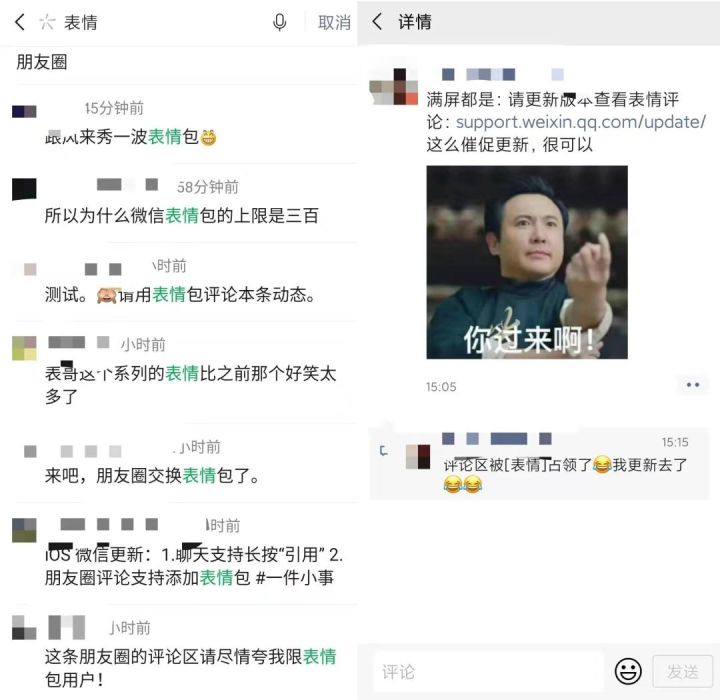 表情
取消
朋友圈
15分钟前
跟风来秀一波表情包😁
58分钟前
所以为什么微信表情包的上限是三百
小时前
测试。🙈请用表情包评论本条动态。
小时前
表哥这个系列的表情比之前那个好笑太
多了
小时前
来吧，朋友圈交换表情包了。
小时前
iOS 微信更新：1.聊天支持长按“引用” 2.
朋友圈评论支持添加表情包 #一件小事
小时前
这条朋友圈的评论区请尽情夸我限表情
包用户！
详情
满屏都是：请更新版本查看表情评
论：support.weixin.qq.com/update/
这么催促更新，很可以
你过来啊！
15:05
15:15
评论区被[表情]占领了😂我更新去了
😂😂
评论
发送